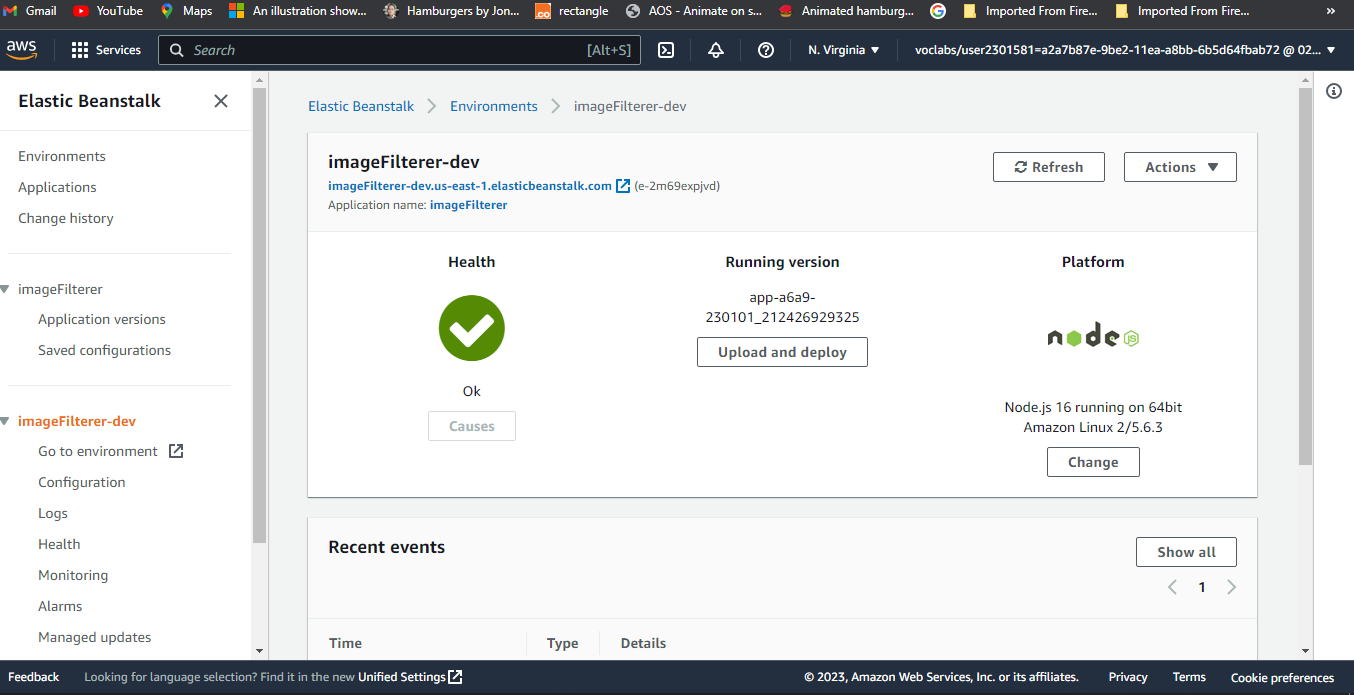 Gmail YouTube Maps An illustration show... Hamburgers by Jon... rectangle AOS - Animate on s... Animated hamburg... Imported From Fire... Imported From Fire... »
aws Services Search [Alt+S] N. Virginia voclabs/user2301581=a2a7b87e-9be2-11ea-a8bb-6b5d64fbab72 @ 02...
Elastic Beanstalk
Environments
Applications
Change history
imageFilterer
Application versions
Saved configurations
imageFilterer-dev
Go to environment
Configuration
Logs
Health
Monitoring
Alarms
Managed updates
Elastic Beanstalk Environments imageFilterer-dev
imageFilterer-dev
imageFilterer-dev.us-east-1.elasticbeanstalk.com (e-2m69expjvd)
Application name: imageFilterer
Refresh Actions
Health
Ok
Causes
Running version
app-a6a9-
230101_212426929325
Upload and deploy
Platform
node JS
Node.js 16 running on 64bit
Amazon Linux 2/5.6.3
Change
Recent events
Show all
1
Time Type Details
Feedback Looking for language selection? Find it in the new Unified Settings © 2023, Amazon Web Services, Inc. or its affiliates. Privacy Terms Cookie preferences